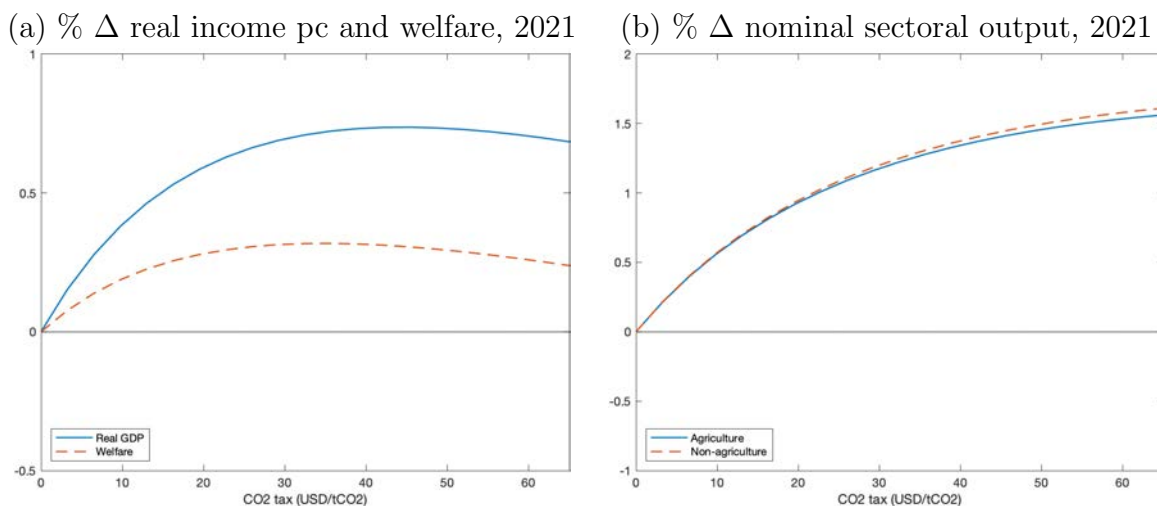 (a) % Δ real income pc and welfare, 2021
1
0.5
0
-0.5
Real GDP
Welfare
0 10 20 30 40 50 60
CO2 tax (USD/tCO2)
(b) % Δ nominal sectoral output, 2021
2
1.5
1
0.5
0
-0.5
-1
Agriculture
Non-agriculture
0 10 20 30 40 50 60
CO2 tax (USD/tCO2)